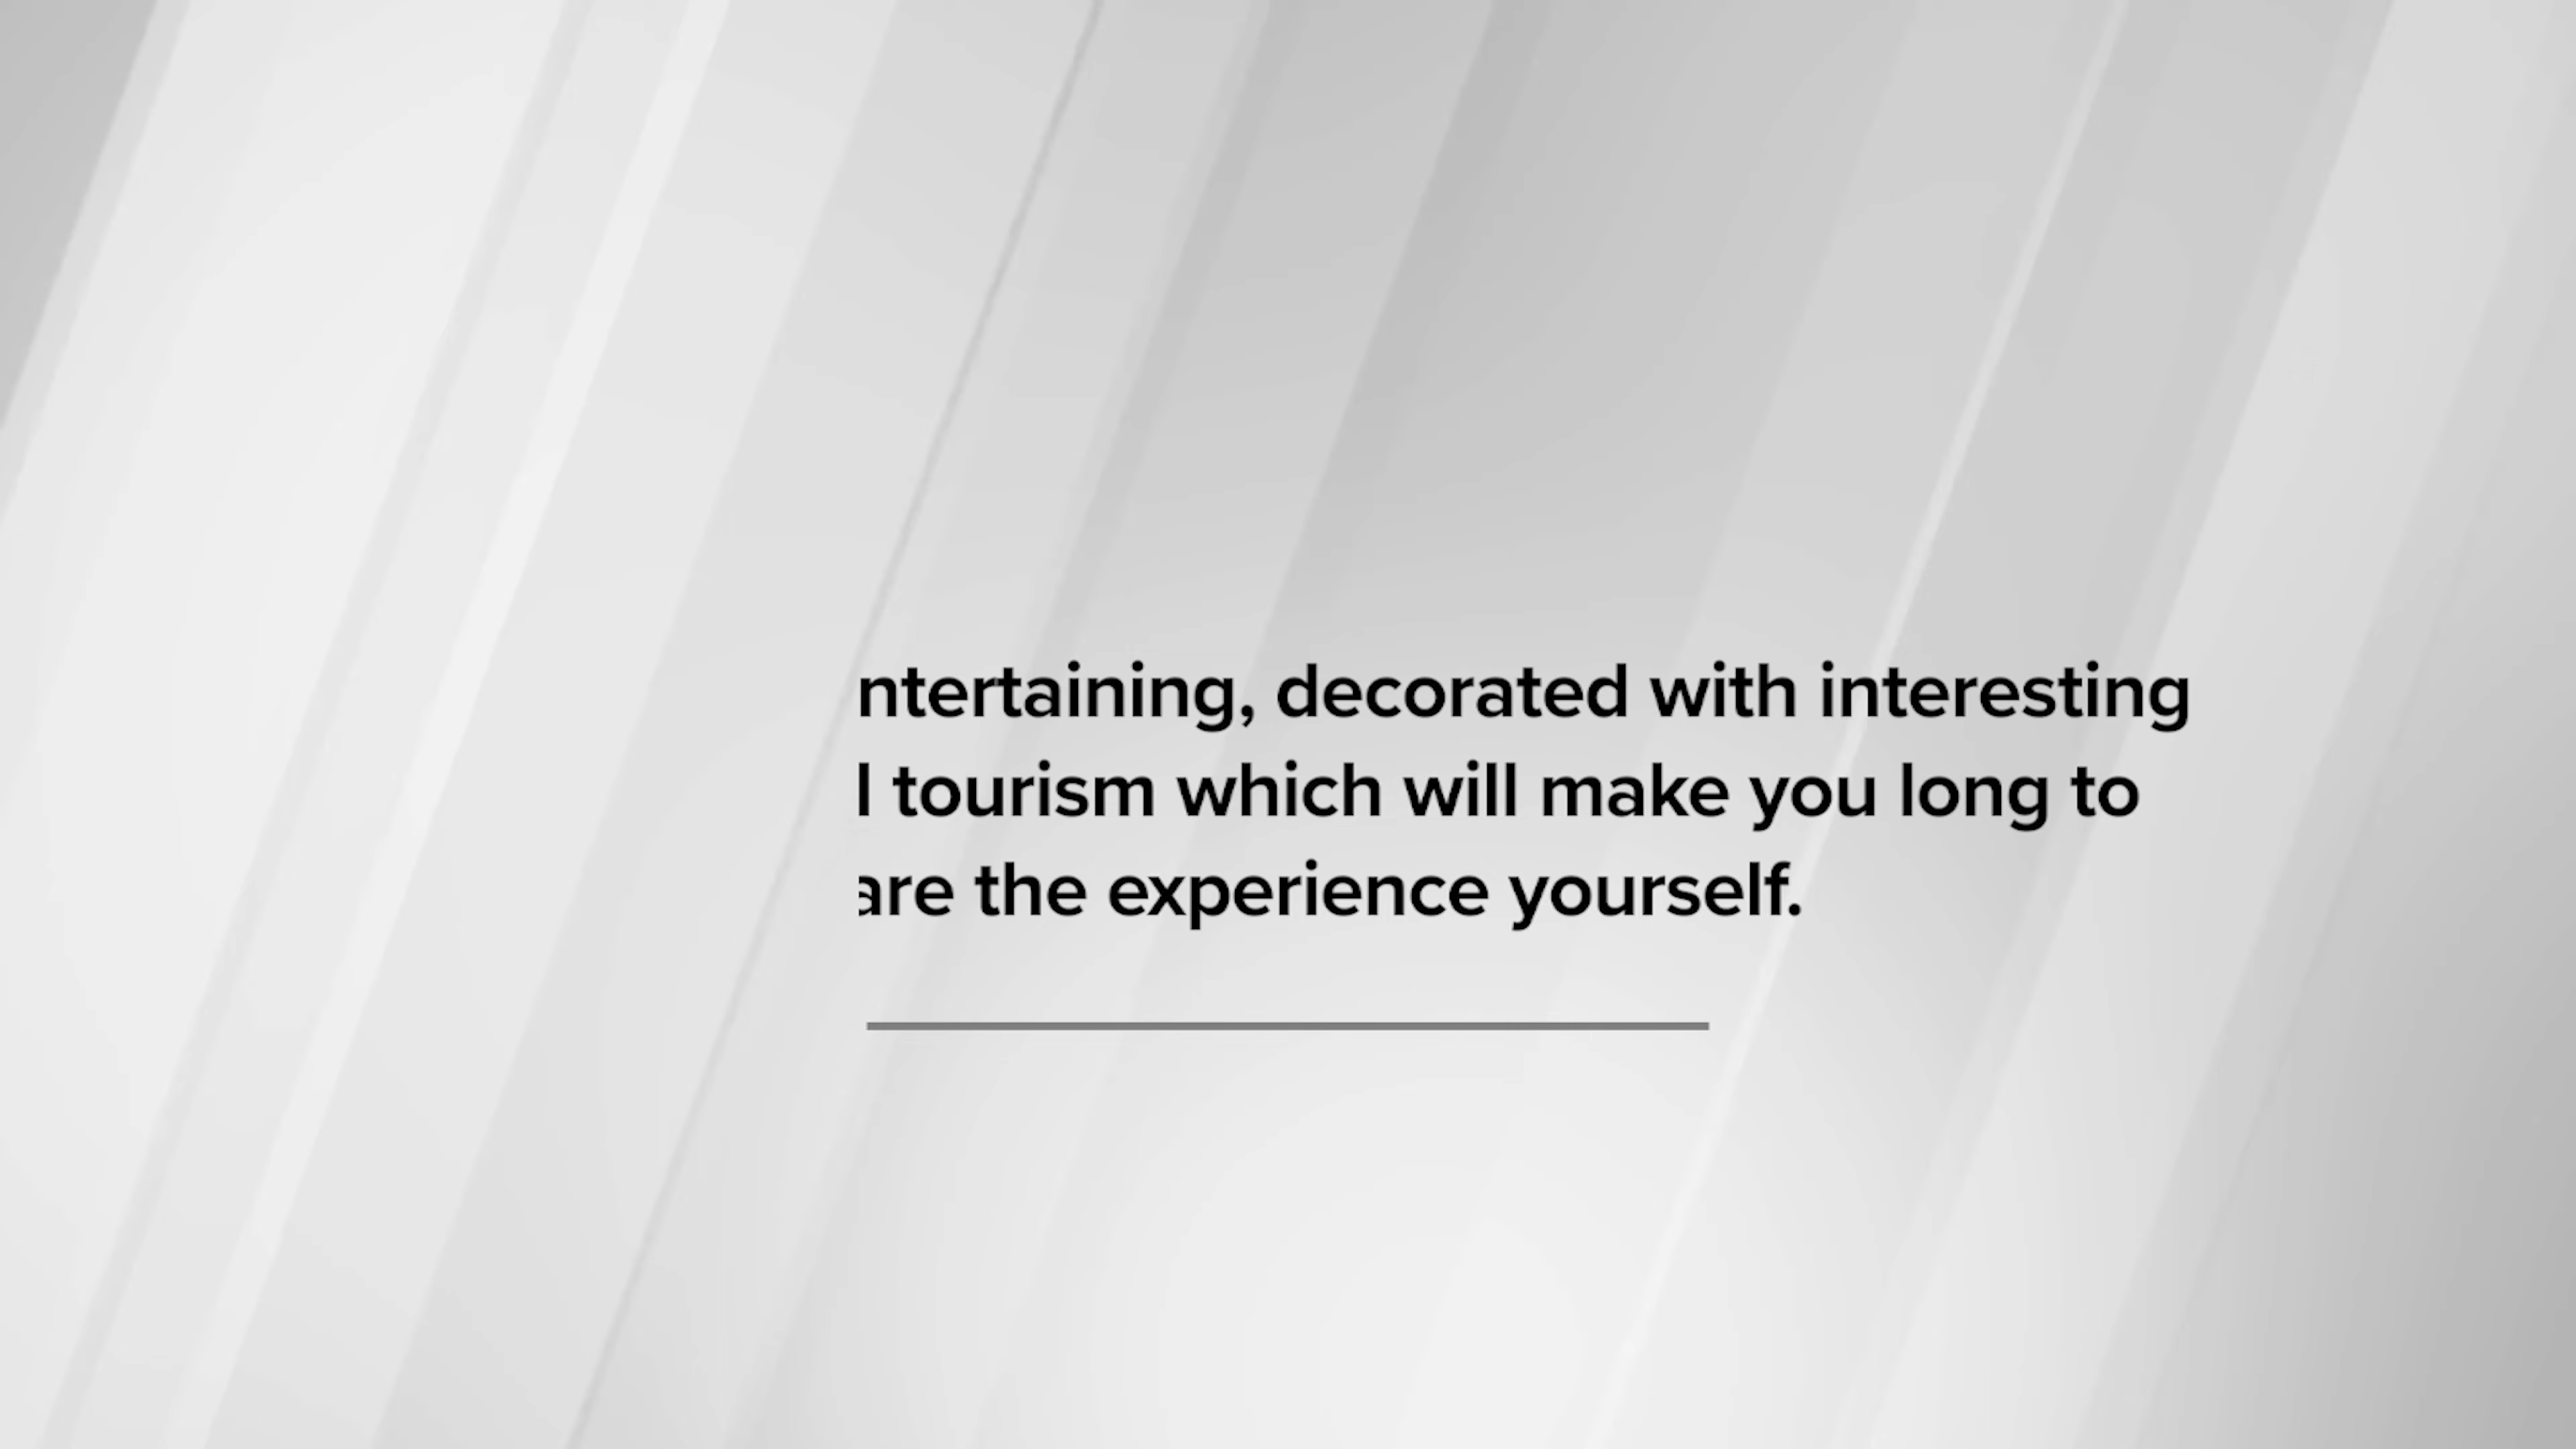 ntertaining, decorated with interesting
l tourism which will make you long to
are the experience yourself.